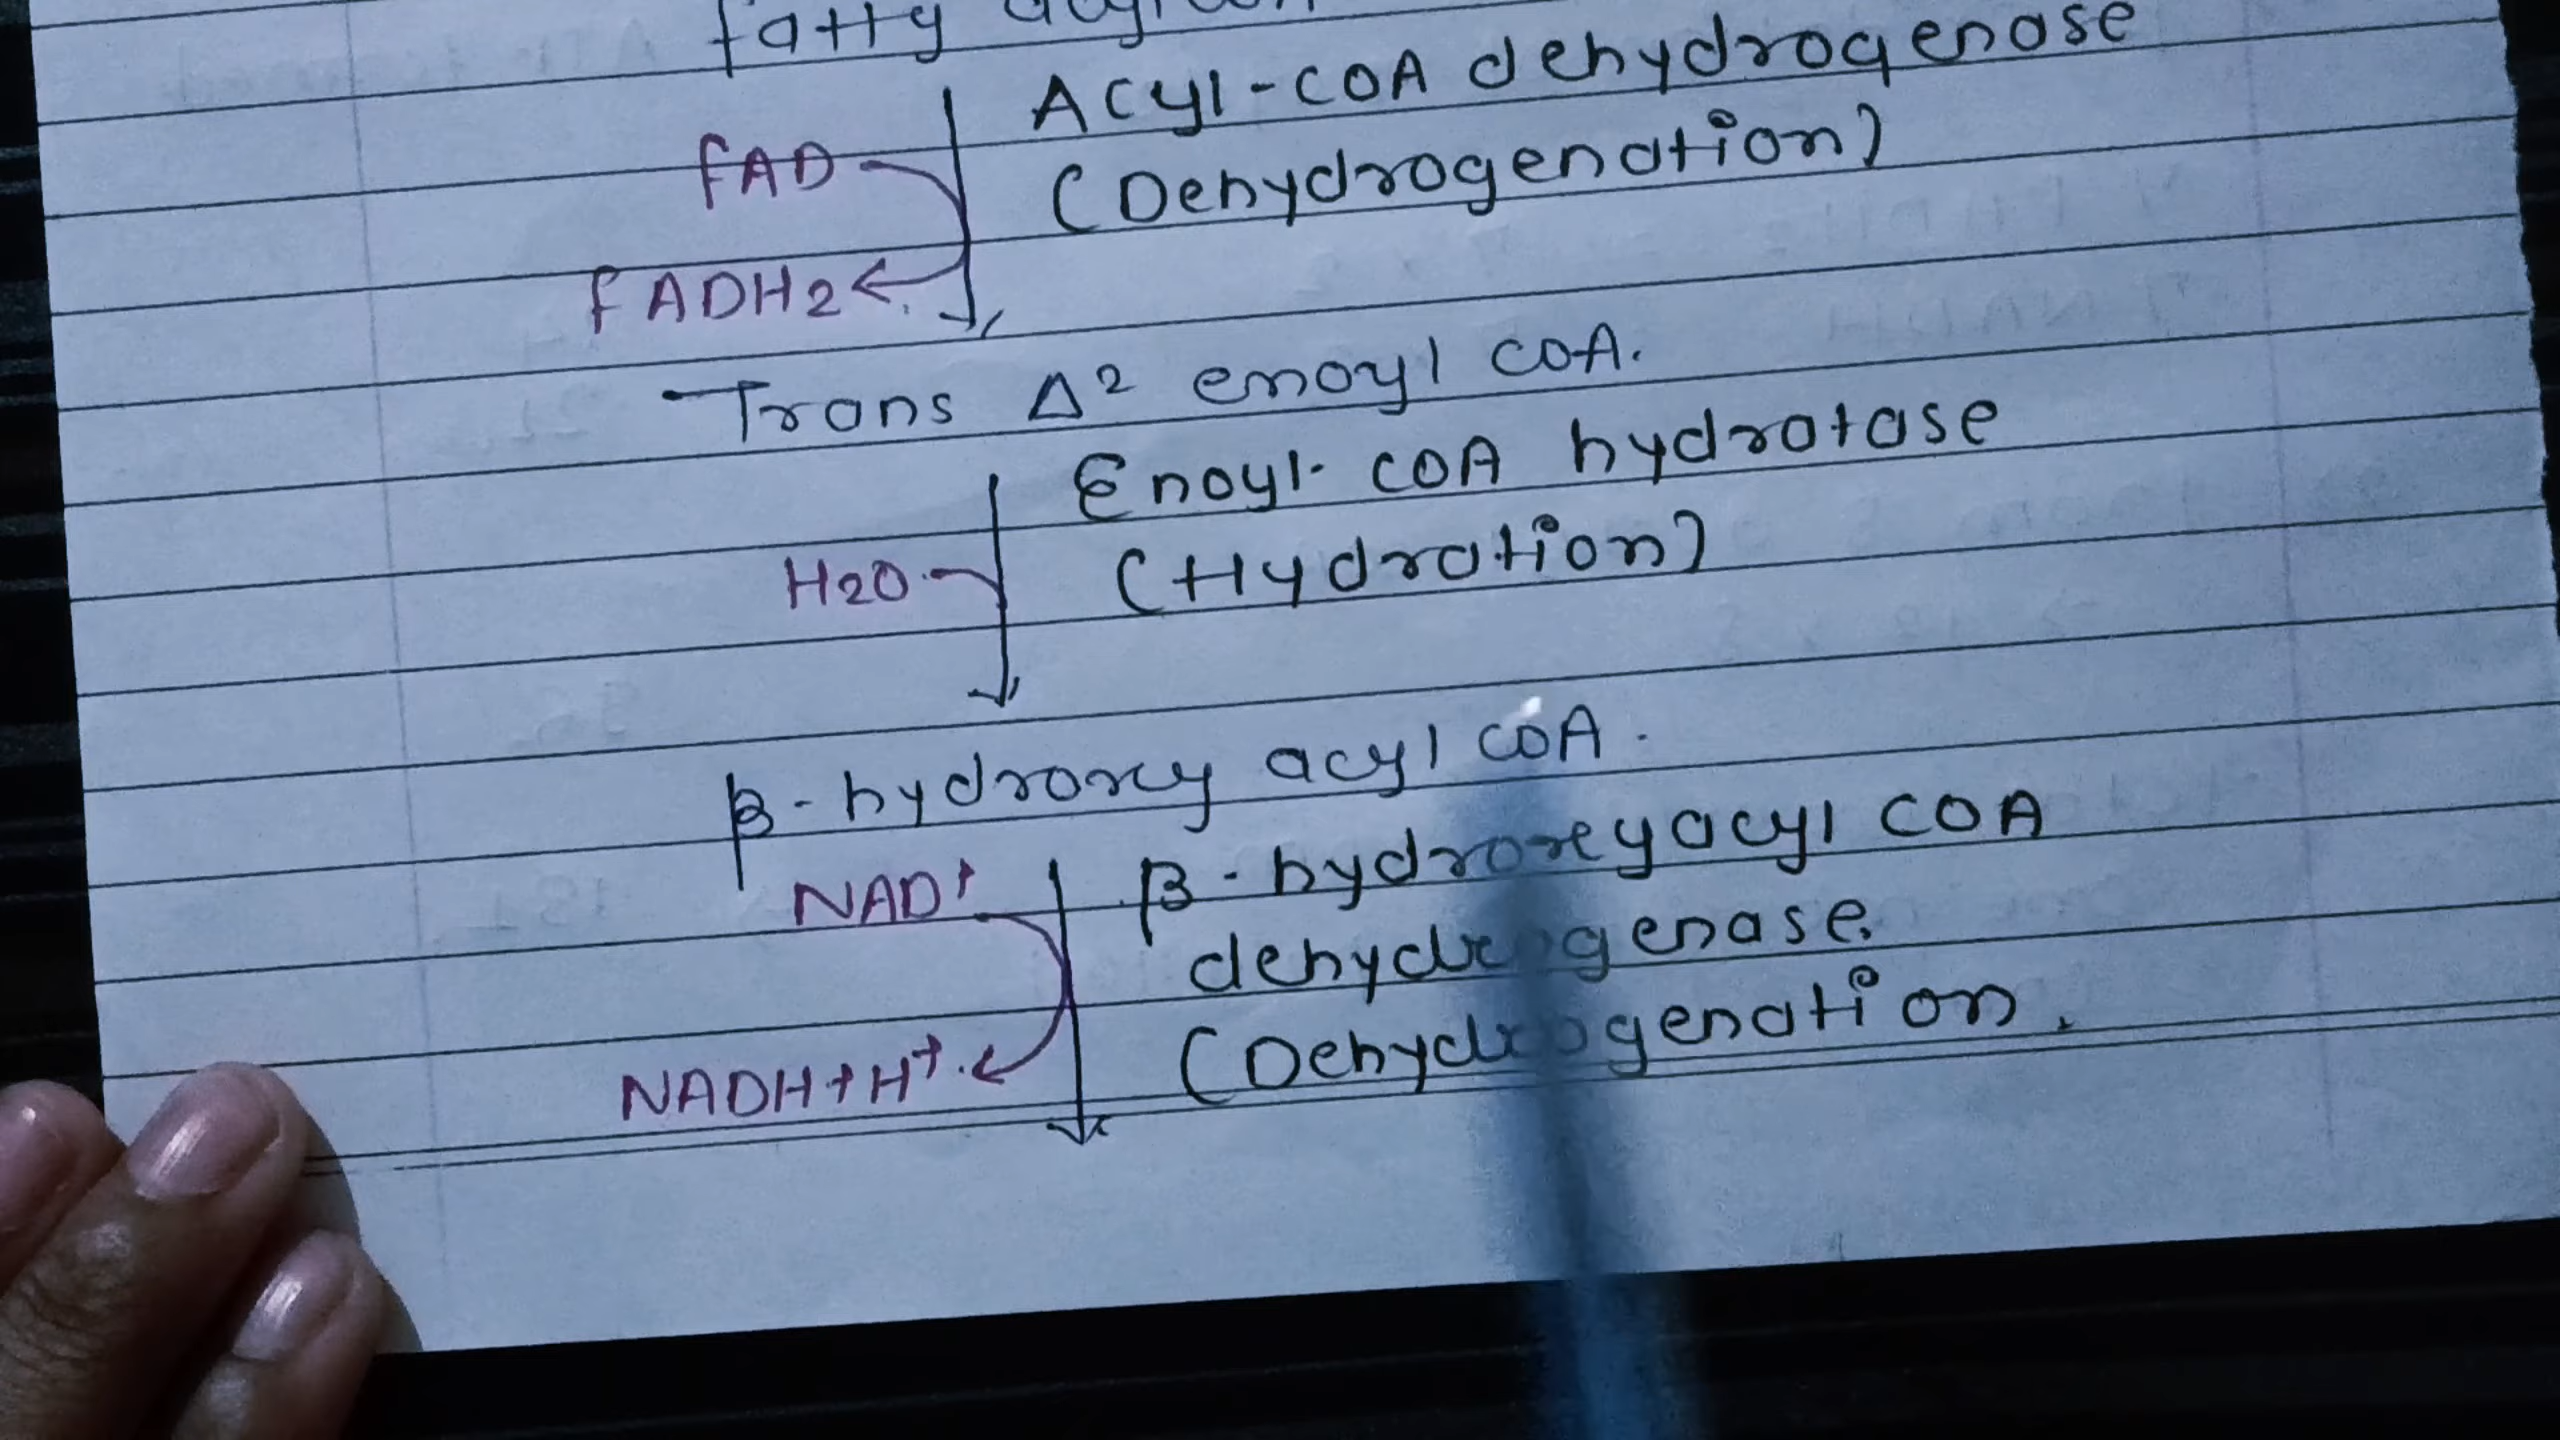 fatty
Acyl-COA dehydrogenase
FAD
(Dehydrogenation)
FADH2
Trans Δ² enoyl COA.
Enoyl-COA hydratase
H2O
(Hydration)
β-hydroxy acyl COA.
β-hydroxyacyl COA
NAD+
dehydrogenase.
(Dehydrogenation.
NADH+H+.